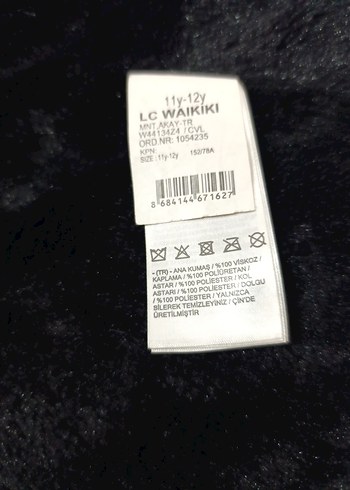 11y-12y
LC WAIKIKI
MNT.AKAY-TR
W44134Z4 / CVL
ORD.NR: 1054235
KPN:
SIZE : 11y-12y 152/78A
8 684144 671627
- (TR) - ANA KUMAŞ / %100 VİSKOZ /
KAPLAMA / %100 POLİÜRETAN /
ASTAR / %100 POLİESTER / KOL
ASTARI / %100 POLİESTER / DOLGU
/ %100 POLİESTER / YALNIZCA
BİLEREK TEMİZLEYİNİZ / ÇİN'DE
ÜRETİLMİŞTİR